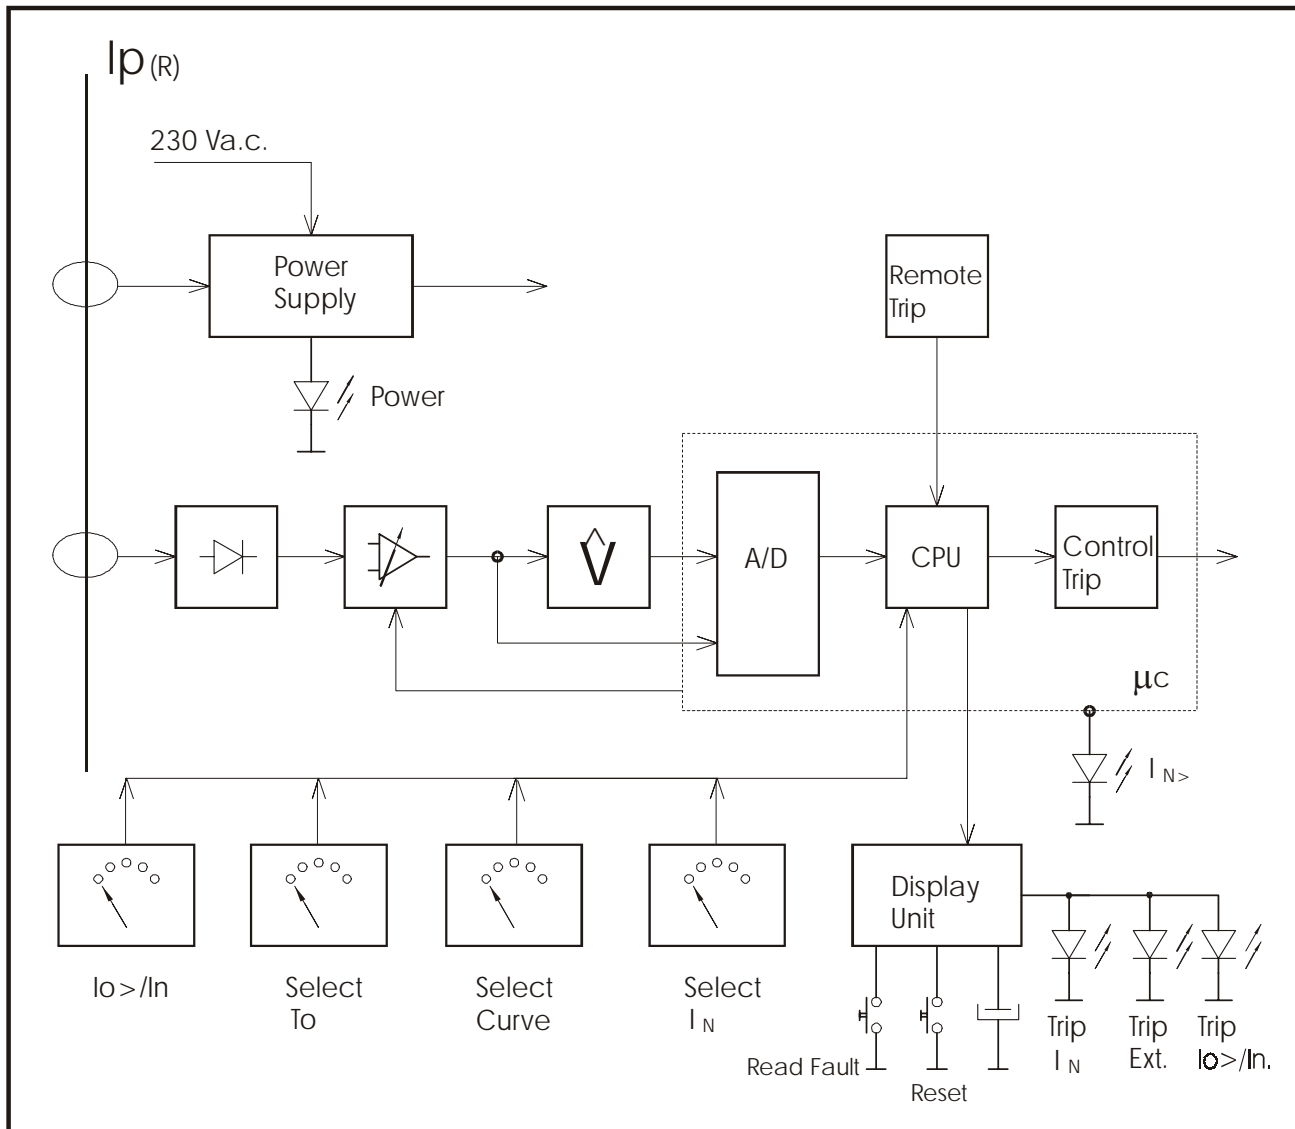 Ip (R)
230 Va.c.
Power
Supply
Remote
Trip
Power
V̂
A/D
CPU
Control
Trip
μc
I N>
Display
Unit
Io>/In
Select
To
Select
Curve
Select
I N
Trip
I N
Trip
Ext.
Trip
Io>/In.
Read Fault
Reset